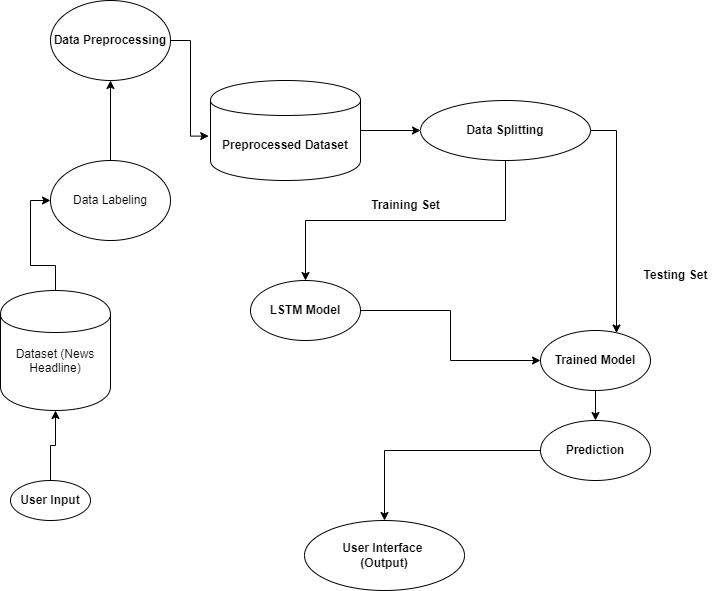 Data Preprocessing
Preprocessed Dataset
Data Splitting
Data Labeling
Training Set
Testing Set
LSTM Model
Dataset (News
Headline)
Trained Model
Prediction
User Input
User Interface
(Output)